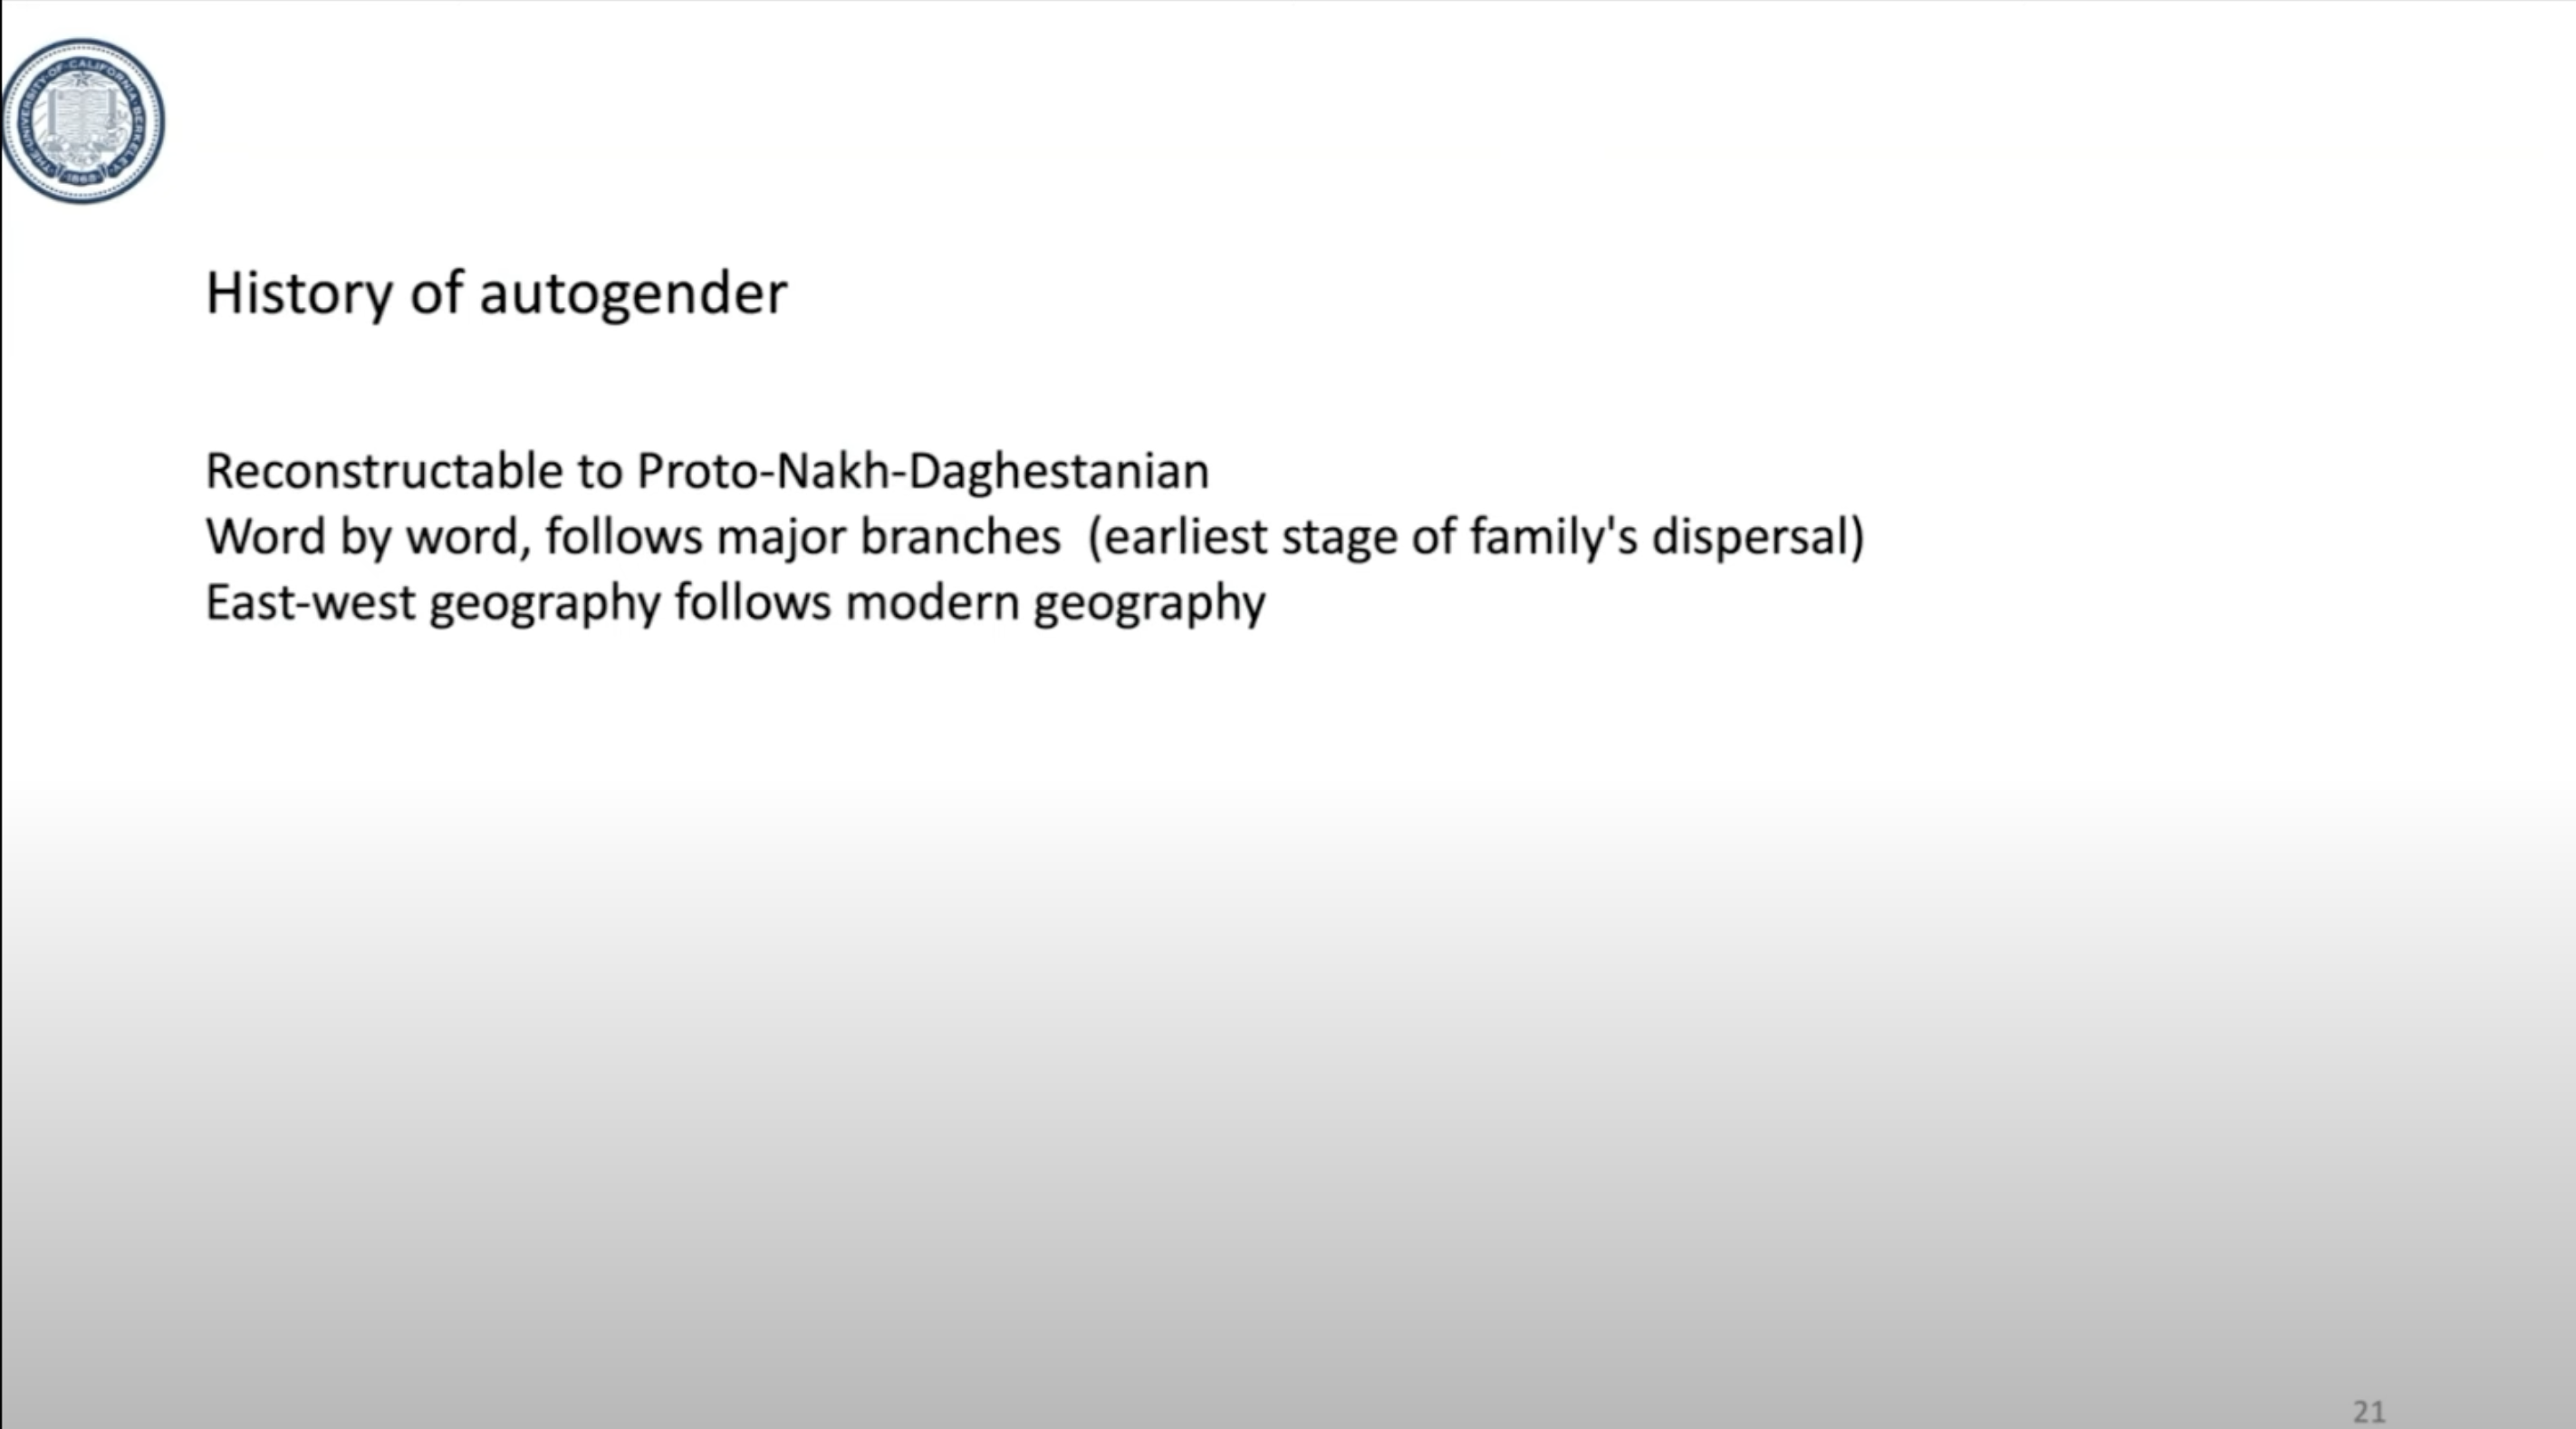 THE·UNIVERSITY·OF·CALIFORNIA·BERKELEY
1868
History of autogender
Reconstructable to Proto-Nakh-Daghestanian
Word by word, follows major branches  (earliest stage of family's dispersal)
East-west geography follows modern geography
21